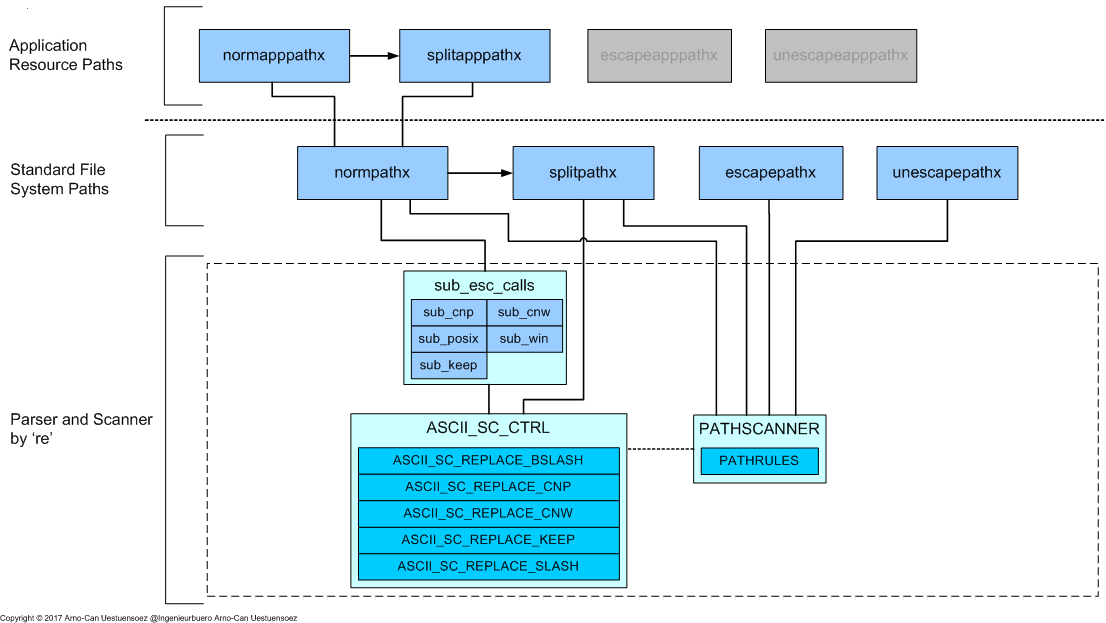 Application
Resource Paths
normapppathx
splitapppathx
escapeapppathx
unescapeapppathx
Standard File
System Paths
normpathx
splitpathx
escapepathx
unescapepathx
Parser and Scanner
by ‘re’
sub_esc_calls
sub_cnp
sub_cnw
sub_posix
sub_win
sub_keep
ASCII_SC_CTRL
ASCII_SC_REPLACE_BSLASH
ASCII_SC_REPLACE_CNP
ASCII_SC_REPLACE_CNW
ASCII_SC_REPLACE_KEEP
ASCII_SC_REPLACE_SLASH
PATHSCANNER
PATHRULES
Copyright © 2017 Arno-Can Uestuensoez @Ingenieurbuero Arno-Can Uestuensoez